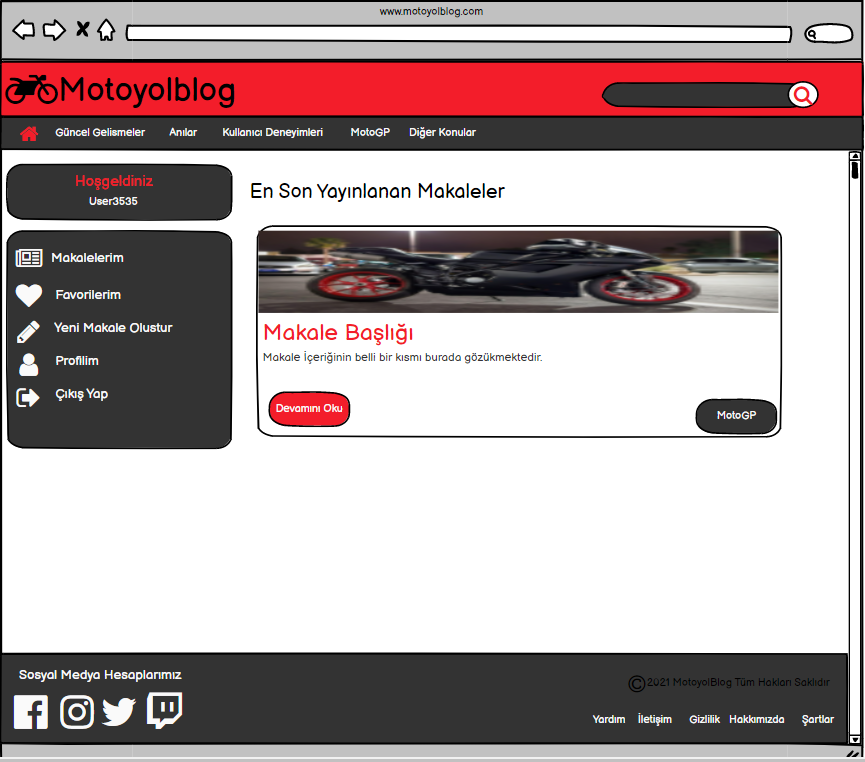 www.motoyolblog.com
Motoyolblog
Güncel Gelismeler Anılar Kullanıcı Deneyimleri MotoGP Diğer Konular
Hoşgeldiniz
User3535
En Son Yayınlanan Makaleler
Makalelerim
Favorilerim
Yeni Makale Olustur
Profilim
Çıkış Yap
Makale Başlığı
Makale İçeriğinin belli bir kısmı burada gözükmektedir.
Devamını Oku
MotoGP
Sosyal Medya Hesaplarımız
©2021 MotoyolBlog Tüm Hakları Saklıdır
Yardım İletişim Gizlilik Hakkımızda Şartlar